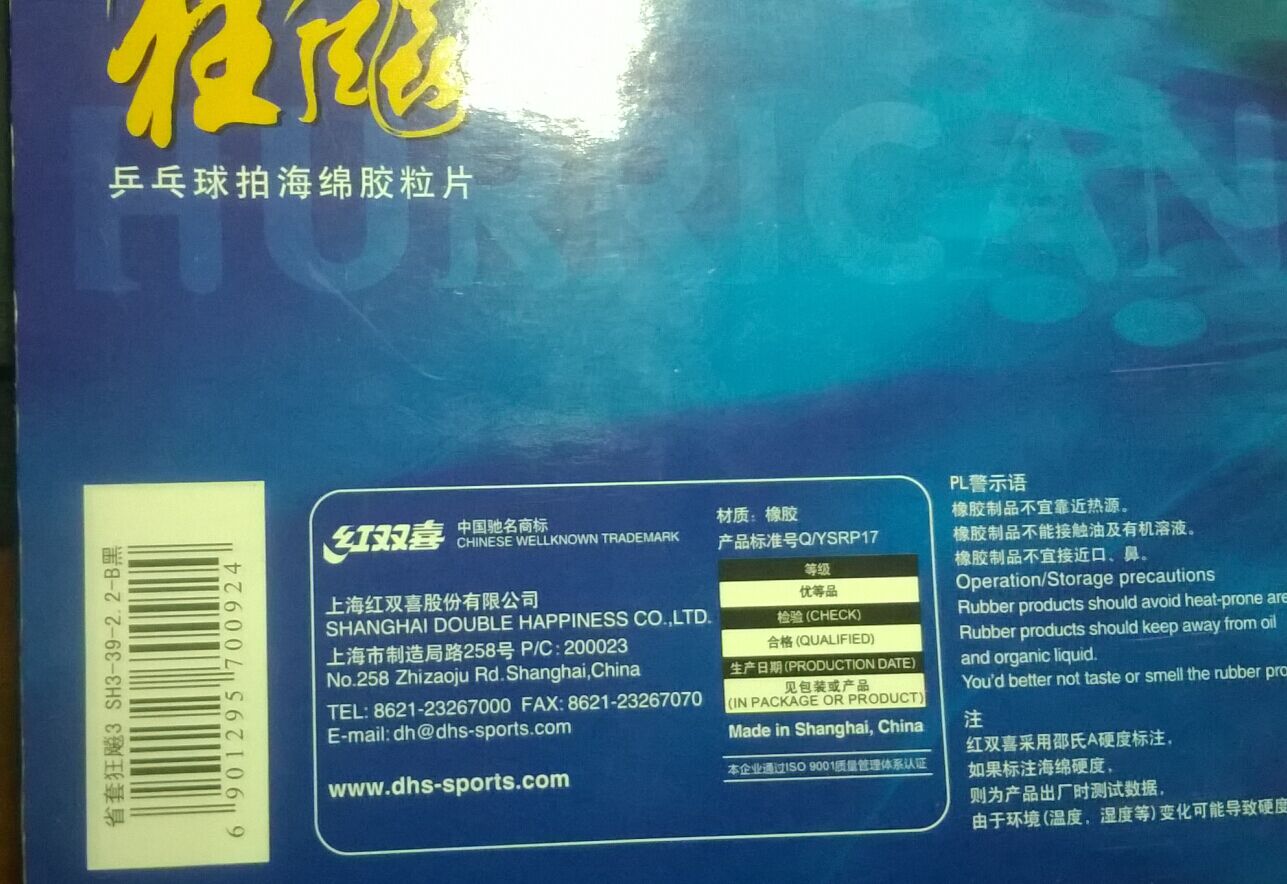 狂飚
HURRICAN
乒乓球拍海绵胶粒片
省套狂飚3 SH3-39-2.2-B黑
6 901295 700924
红双喜
中国驰名商标
CHINESE WELLKNOWN TRADEMARK
上海红双喜股份有限公司
SHANGHAI DOUBLE HAPPINESS CO.,LTD.
上海市制造局路258号 P/C: 200023
No.258 Zhizaoju Rd.Shanghai,China
TEL: 8621-23267000 FAX: 8621-23267070
E-mail: dh@dhs-sports.com
www.dhs-sports.com
材质：橡胶
产品标准号Q/YSRP17
等级
优等品
检验(CHECK)
合格(QUALIFIED)
生产日期(PRODUCTION DATE)
见包装或产品
(IN PACKAGE OR PRODUCT)
Made in Shanghai, China
本企业通过ISO 9001质量管理体系认证
PL警示语
橡胶制品不宜靠近热源。
橡胶制品不能接触油及有机溶液。
橡胶制品不宜接近口、鼻。
Operation/Storage precautions
Rubber products should avoid heat-prone are
Rubber products should keep away from oil
and organic liquid.
You'd better not taste or smell the rubber pro
注
红双喜采用邵氏A硬度标注，
如果标注海绵硬度，
则为产品出厂时测试数据，
由于环境(温度、湿度等)变化可能导致硬度